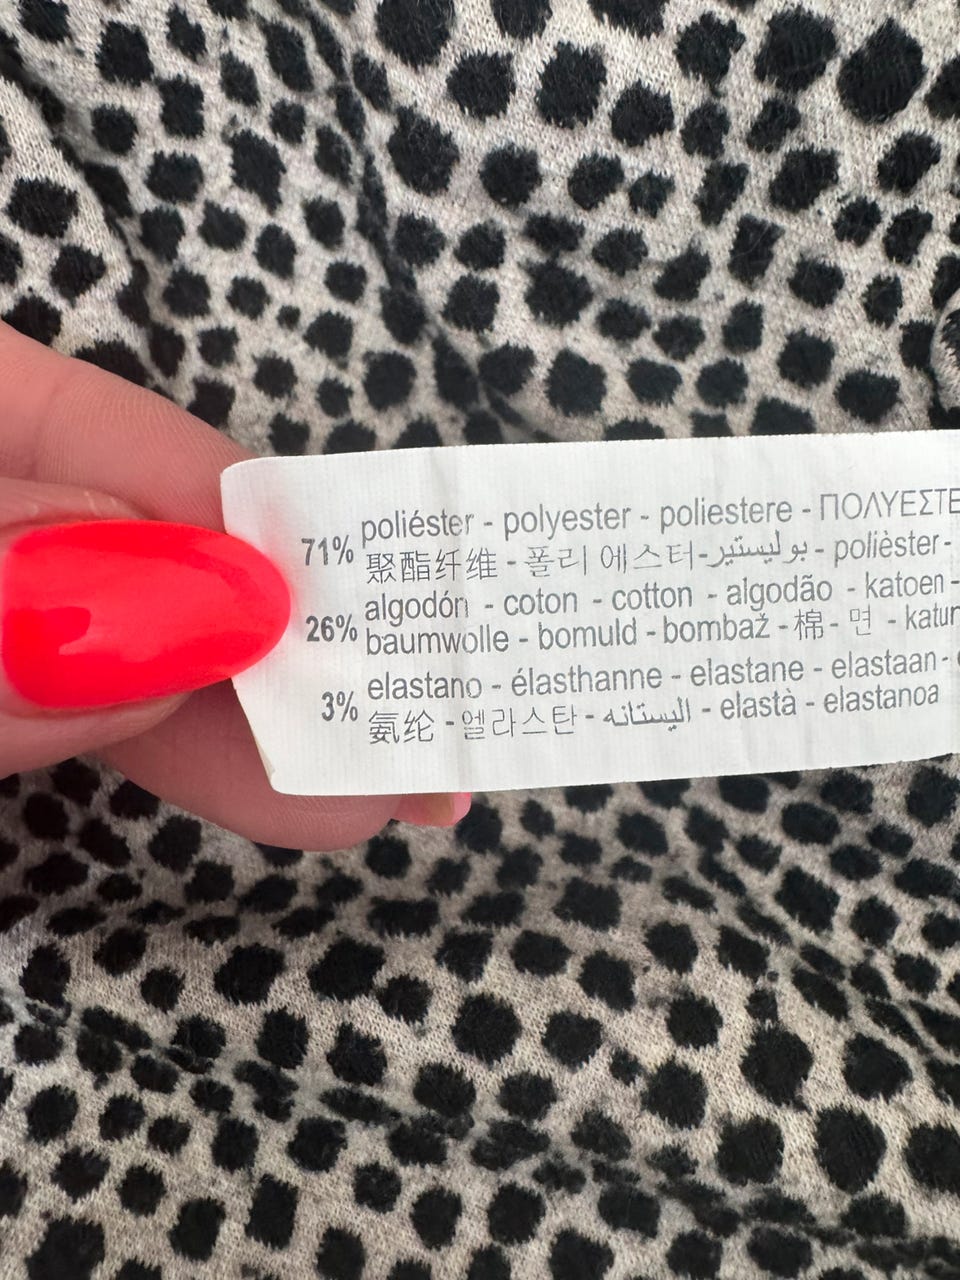 71% poliéster - polyester - poliestere - ΠΟΛΥΕΣΤΕ
聚酯纤维 - 폴리 에스터 - بوليستير - polièster -
26% algodón - coton - cotton - algodão - katoen -
baumwolle - bomuld - bombaž - 棉 - 면 - katun
3% elastano - élasthanne - elastane - elastaan -
氨纶 - 엘라스탄 - اليستانه - elastà - elastanoa